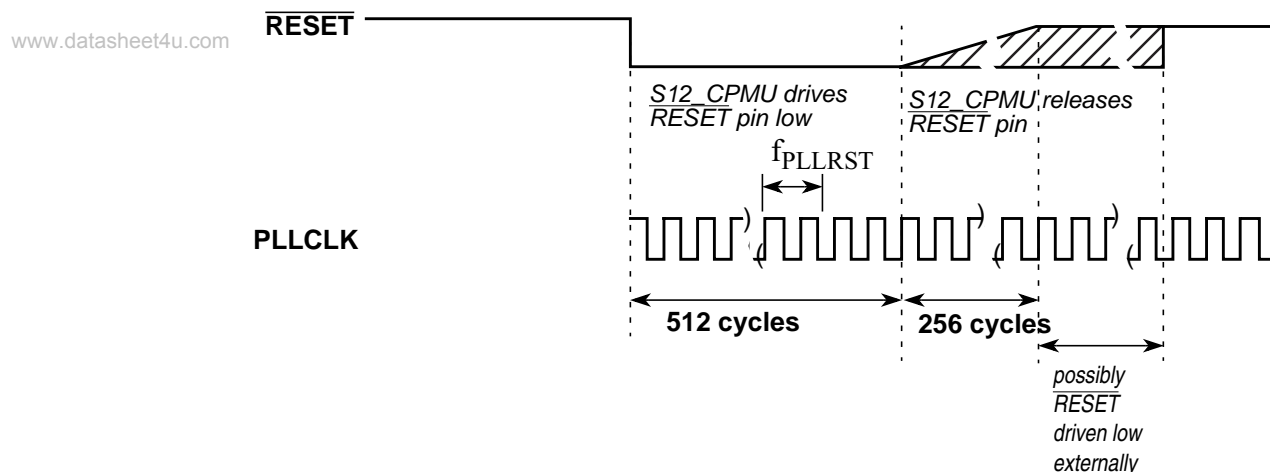 RESET
www.datasheet4u.com
S12_CPMU drives
RESET pin low
S12_CPMU releases
RESET pin
fPLLRST
PLLCLK
512 cycles
256 cycles
possibly
RESET
driven low
externally